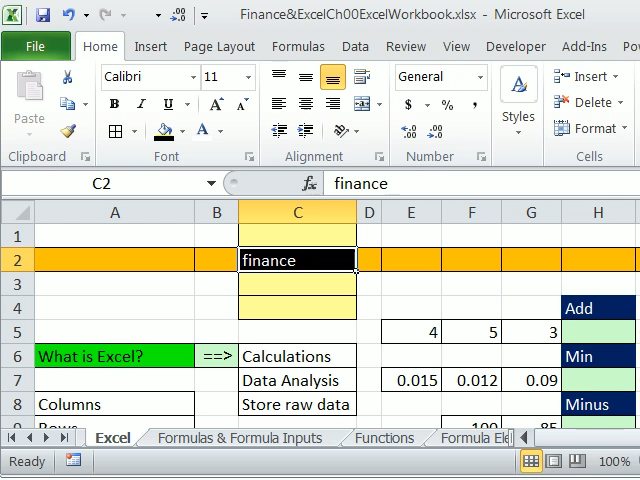 Finance&ExcelCh00ExcelWorkbook.xlsx - Microsoft Excel
File Home Insert Page Layout Formulas Data Review View Developer Add-Ins
Calibri 11 General
Paste B I U A A $ % , Styles Insert Delete Format
Clipboard Font Alignment Number Cells
C2 fx finance
A B C D E F G H
1
2 finance
3
4 Add
5 4 5 3
6 What is Excel? ==> Calculations Min
7 Data Analysis 0.015 0.012 0.09
8 Columns Store raw data Minus
9 Rows 100 85
Excel Formulas & Formula Inputs Functions Formula Ele
Ready 100%